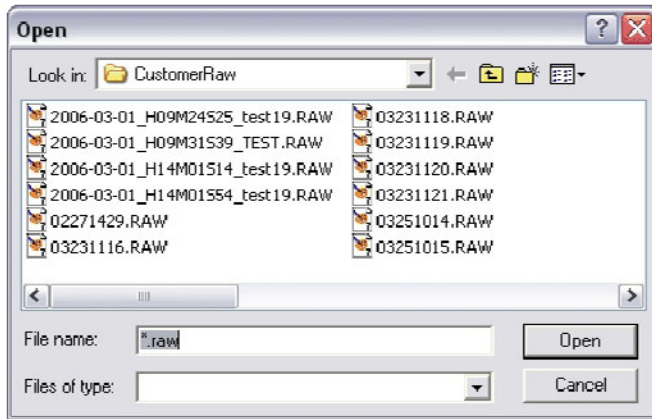 Open
Look in: CustomerRaw
2006-03-01_H09M24S25_test19.RAW
2006-03-01_H09M31S39_TEST.RAW
2006-03-01_H14M01S14_test19.RAW
2006-03-01_H14M01S54_test19.RAW
02271429.RAW
03231116.RAW
03231118.RAW
03231119.RAW
03231120.RAW
03231121.RAW
03251014.RAW
03251015.RAW
File name: *.raw
Open
Files of type:
Cancel